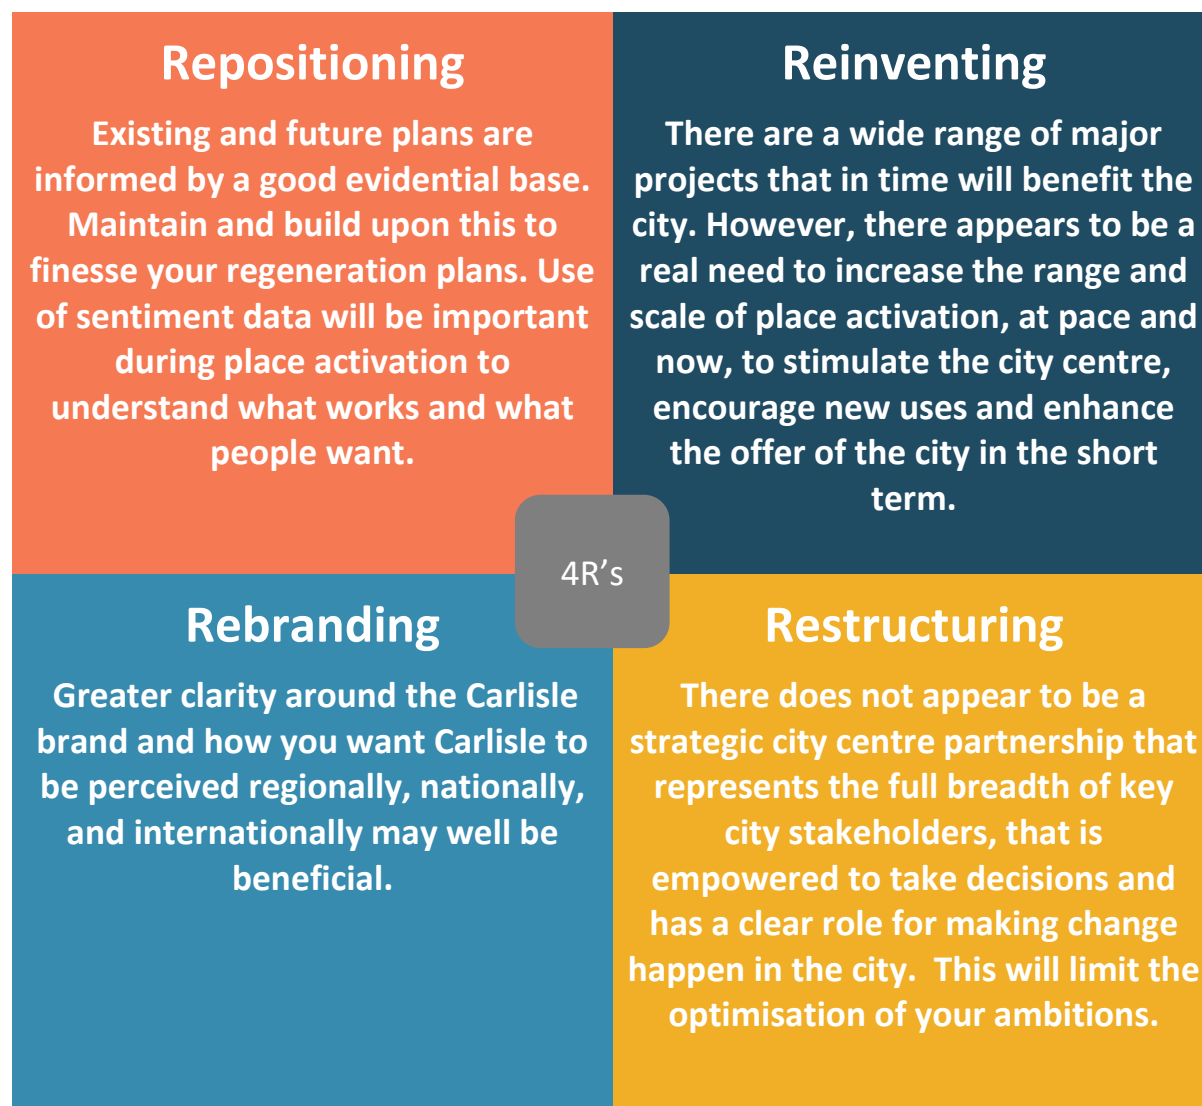 Repositioning
Existing and future plans are
informed by a good evidential base.
Maintain and build upon this to
finesse your regeneration plans. Use
of sentiment data will be important
during place activation to
understand what works and what
people want.
Reinventing
There are a wide range of major
projects that in time will benefit the
city. However, there appears to be a
real need to increase the range and
scale of place activation, at pace and
now, to stimulate the city centre,
encourage new uses and enhance
the offer of the city in the short
term.
4R’s
Rebranding
Greater clarity around the Carlisle
brand and how you want Carlisle to
be perceived regionally, nationally,
and internationally may well be
beneficial.
Restructuring
There does not appear to be a
strategic city centre partnership that
represents the full breadth of key
city stakeholders, that is
empowered to take decisions and
has a clear role for making change
happen in the city.  This will limit the
optimisation of your ambitions.